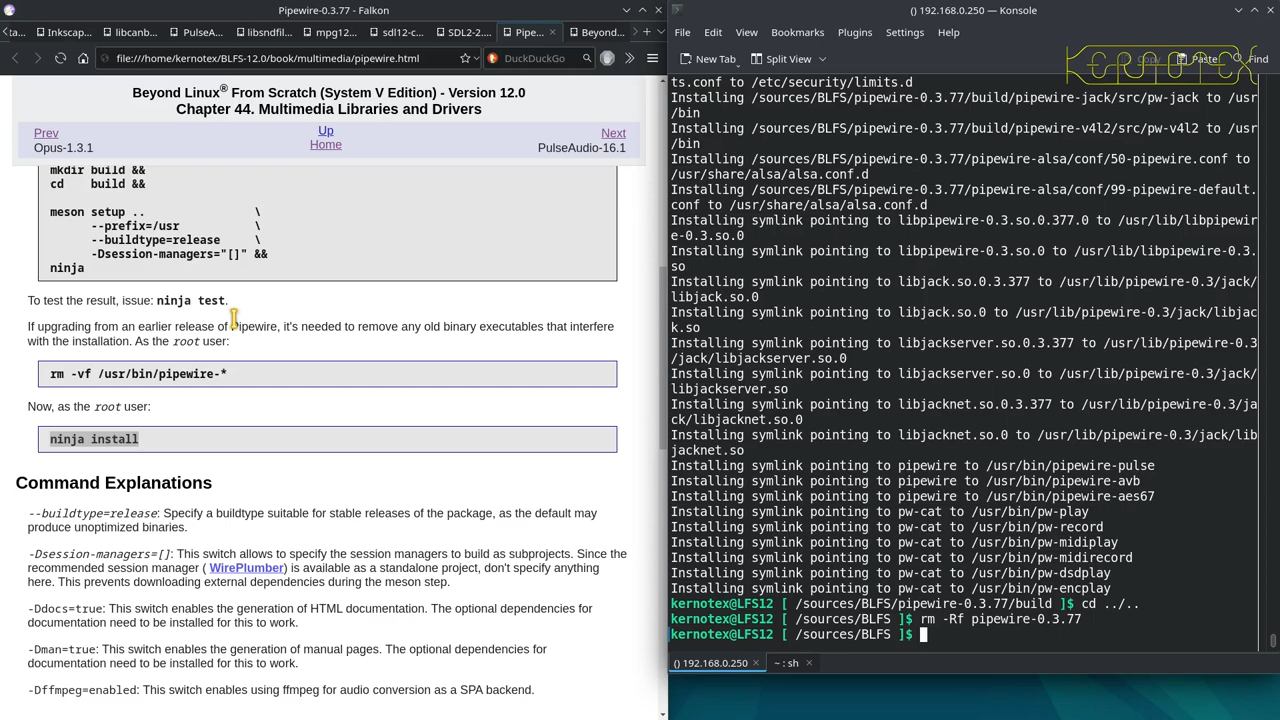 Pipewire-0.3.77 - Falkon
ta...
Inkscap...
libcanb...
PulseA...
libsndfil...
mpg12...
sdl12-c...
SDL2-2....
Pipe...
Beyond...
file:///home/kernotex/BLFS-12.0/book/multimedia/pipewire.html
DuckDuckGo
Beyond Linux® From Scratch (System V Edition) - Version 12.0
Chapter 44. Multimedia Libraries and Drivers
Prev
Up
Next
Opus-1.3.1
Home
PulseAudio-16.1
mkdir build &&
cd    build &&
meson setup ..            \
      --prefix=/usr       \
      --buildtype=release \
      -Dsession-managers="[]" &&
ninja
To test the result, issue: ninja test.
If upgrading from an earlier release of Pipewire, it's needed to remove any old binary executables that interfere
with the installation. As the root user:
rm -vf /usr/bin/pipewire-*
Now, as the root user:
ninja install
Command Explanations
--buildtype=release: Specify a buildtype suitable for stable releases of the package, as the default may
produce unoptimized binaries.
-Dsession-managers=[]: This switch allows to specify the session managers to build as subprojects. Since the
recommended session manager ( WirePlumber) is available as a standalone project, don't specify anything
here. This prevents downloading external dependencies during the meson step.
-Ddocs=true: This switch enables the generation of HTML documentation. The optional dependencies for
documentation need to be installed for this to work.
-Dman=true: This switch enables the generation of manual pages. The optional dependencies for
documentation need to be installed for this to work.
-Dffmpeg=enabled: This switch enables using ffmpeg for audio conversion as a SPA backend.
() 192.168.0.250 — Konsole
File Edit View Bookmarks Plugins Settings Help
New Tab
Split View
Copy
Paste
Find
KERNOTEX
ts.conf to /etc/security/limits.d
Installing /sources/BLFS/pipewire-0.3.77/build/pipewire-jack/src/pw-jack to /usr
/bin
Installing /sources/BLFS/pipewire-0.3.77/build/pipewire-v4l2/src/pw-v4l2 to /usr
/bin
Installing /sources/BLFS/pipewire-0.3.77/pipewire-alsa/conf/50-pipewire.conf to
/usr/share/alsa/alsa.conf.d
Installing /sources/BLFS/pipewire-0.3.77/pipewire-alsa/conf/99-pipewire-default.
conf to /usr/share/alsa/alsa.conf.d
Installing symlink pointing to libpipewire-0.3.so.0.377.0 to /usr/lib/libpipewir
e-0.3.so.0
Installing symlink pointing to libpipewire-0.3.so.0 to /usr/lib/libpipewire-0.3.
so
Installing symlink pointing to libjack.so.0.3.377 to /usr/lib/pipewire-0.3/jack/
libjack.so.0
Installing symlink pointing to libjack.so.0 to /usr/lib/pipewire-0.3/jack/libjac
k.so
Installing symlink pointing to libjackserver.so.0.3.377 to /usr/lib/pipewire-0.3
/jack/libjackserver.so.0
Installing symlink pointing to libjackserver.so.0 to /usr/lib/pipewire-0.3/jack/
libjackserver.so
Installing symlink pointing to libjacknet.so.0.3.377 to /usr/lib/pipewire-0.3/ja
ck/libjacknet.so.0
Installing symlink pointing to libjacknet.so.0 to /usr/lib/pipewire-0.3/jack/lib
jacknet.so
Installing symlink pointing to pipewire to /usr/bin/pipewire-pulse
Installing symlink pointing to pipewire to /usr/bin/pipewire-avb
Installing symlink pointing to pipewire to /usr/bin/pipewire-aes67
Installing symlink pointing to pw-cat to /usr/bin/pw-play
Installing symlink pointing to pw-cat to /usr/bin/pw-record
Installing symlink pointing to pw-cat to /usr/bin/pw-midiplay
Installing symlink pointing to pw-cat to /usr/bin/pw-midirecord
Installing symlink pointing to pw-cat to /usr/bin/pw-dsdplay
Installing symlink pointing to pw-cat to /usr/bin/pw-encplay
kernotex@LFS12 [ /sources/BLFS/pipewire-0.3.77/build ]$ cd ../..
kernotex@LFS12 [ /sources/BLFS ]$ rm -Rf pipewire-0.3.77
kernotex@LFS12 [ /sources/BLFS ]$
() 192.168.0.250
~ : sh